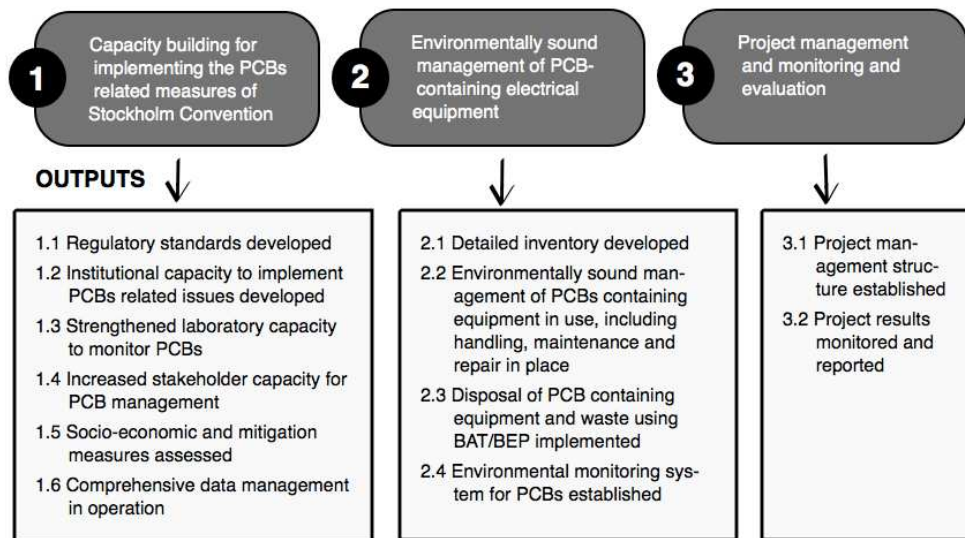 1
Capacity building for
implementing the PCBs
related measures of
Stockholm Convention
2
Environmentally sound
management of PCB-
containing electrical
equipment
3
Project management
and monitoring and
evaluation
OUTPUTS
1.1 Regulatory standards developed
1.2 Institutional capacity to implement
PCBs related issues developed
1.3 Strengthened laboratory capacity
to monitor PCBs
1.4 Increased stakeholder capacity for
PCB management
1.5 Socio-economic and mitigation
measures assessed
1.6 Comprehensive data management
in operation
2.1 Detailed inventory developed
2.2 Environmentally sound man-
agement of PCBs containing
equipment in use, including
handling, maintenance and
repair in place
2.3 Disposal of PCB containing
equipment and waste using
BAT/BEP implemented
2.4 Environmental monitoring sys-
tem for PCBs established
3.1 Project man-
agement struc-
ture established
3.2 Project results
monitored and
reported